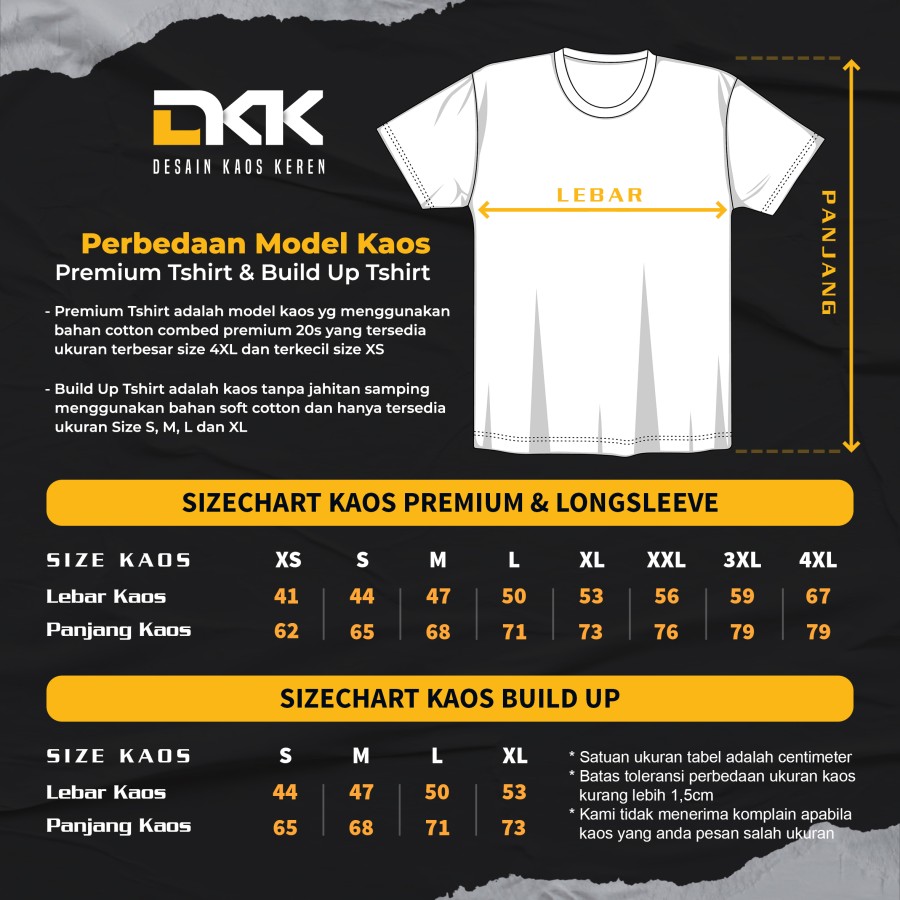 DKK
DESAIN KAOS KEREN
LEBAR
PANJANG
Perbedaan Model Kaos
Premium Tshirt & Build Up Tshirt
- Premium Tshirt adalah model kaos yg menggunakan
bahan cotton combed premium 20s yang tersedia
ukuran terbesar size 4XL dan terkecil size XS
- Build Up Tshirt adalah kaos tanpa jahitan samping
menggunakan bahan soft cotton dan hanya tersedia
ukuran Size S, M, L dan XL
SIZECHART KAOS PREMIUM & LONGSLEEVE
SIZE KAOS XS S M L XL XXL 3XL 4XL
Lebar Kaos 41 44 47 50 53 56 59 67
Panjang Kaos 62 65 68 71 73 76 79 79
SIZECHART KAOS BUILD UP
SIZE KAOS S M L XL
Lebar Kaos 44 47 50 53
Panjang Kaos 65 68 71 73
* Satuan ukuran tabel adalah centimeter
* Batas toleransi perbedaan ukuran kaos
kurang lebih 1,5cm
* Kami tidak menerima komplain apabila
kaos yang anda pesan salah ukuran